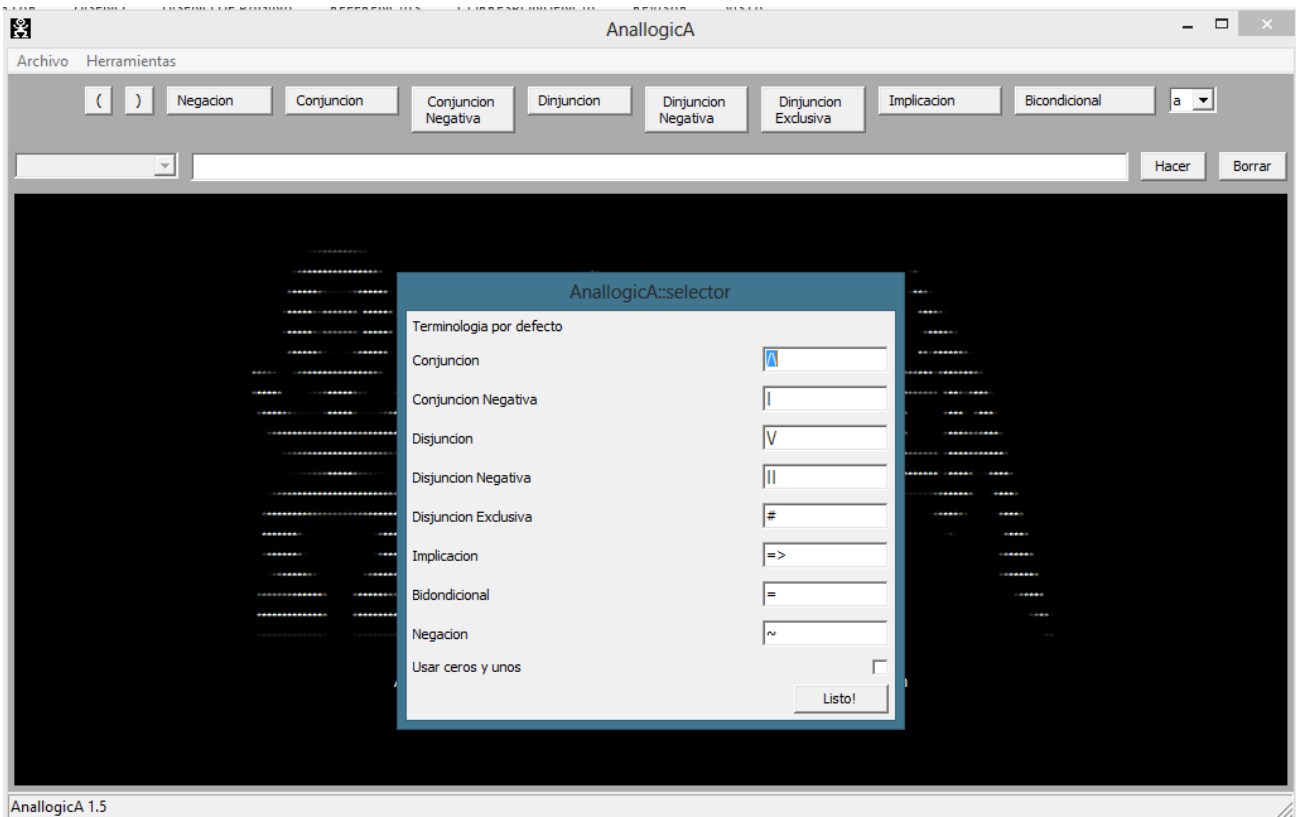 AnallogicA
Archivo Herramientas
( ) Negacion Conjuncion Conjuncion Negativa Dinjuncion Dinjuncion Negativa Dinjuncion Exclusiva Implicacion Bicondicional a
Hacer Borrar
AnallogicA::selector
Terminologia por defecto
Conjuncion /\
Conjuncion Negativa |
Disjuncion \/
Disjuncion Negativa ||
Disjuncion Exclusiva #
Implicacion =>
Bidondicional =
Negacion ~
Usar ceros y unos
Listo!
AnallogicA 1.5